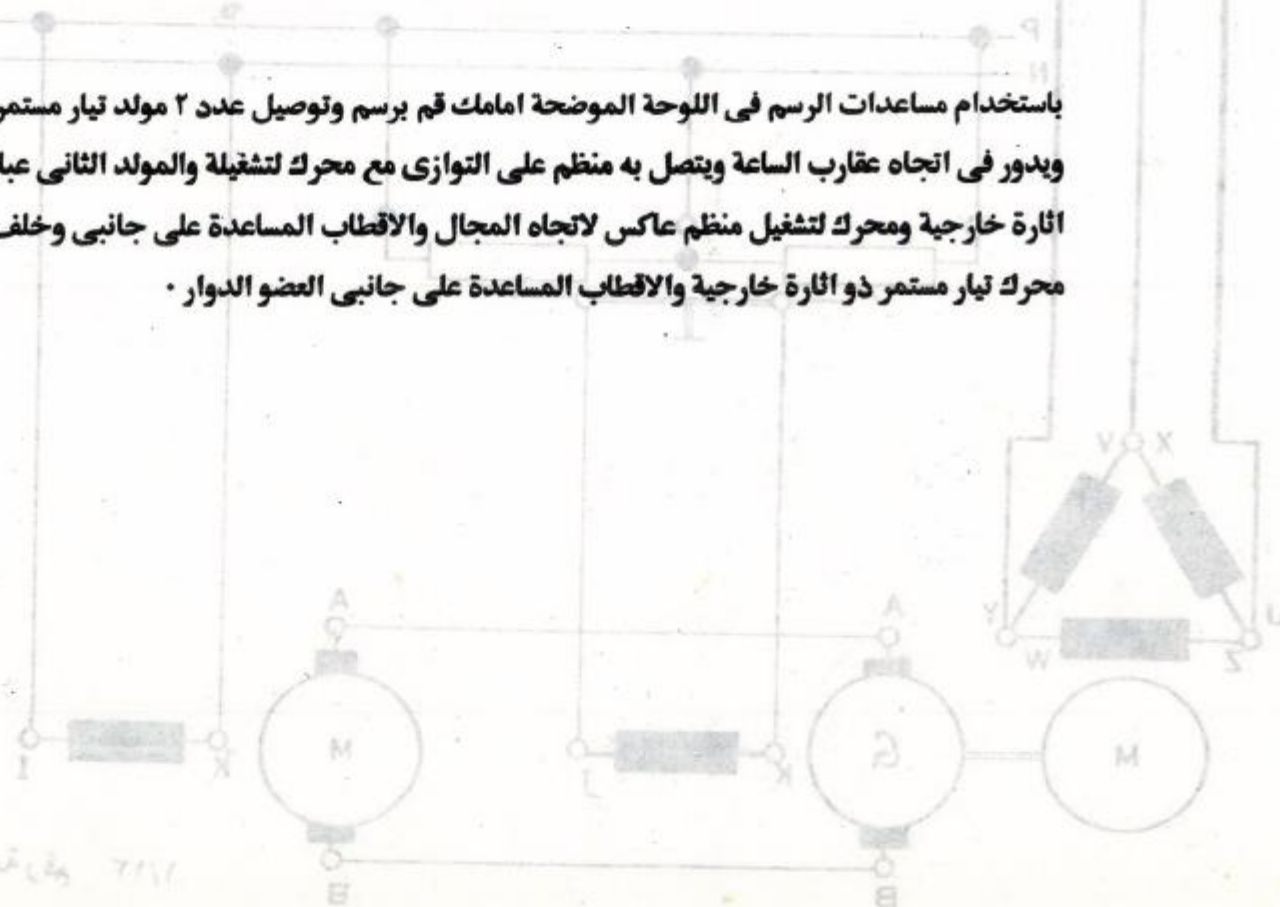 باستخدام مساعدات الرسم فى اللوحة الموضحة امامك قم برسم وتوصيل عدد ٢ مولد تيار مستمر
ويدور فى اتجاه عقارب الساعة ويتصل به منظم على التوازى مع محرك لتشغيلة والمولد الثانى
اثارة خارجية ومحرك لتشغيل منظم عاكس لاتجاه المجال والاقطاب المساعدة على جانبى وخلف
محرك تيار مستمر ذو اثارة خارجية والاقطاب المساعدة على جانبى العضو الدوار ٠
P
N
V X
Y
U
W
Z
A
A
M
G
M
I
K
J
K
B
B